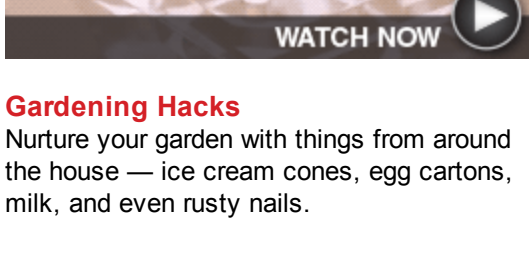 WATCH NOW
Gardening Hacks
Nurture your garden with things from around
the house — ice cream cones, egg cartons,
milk, and even rusty nails.